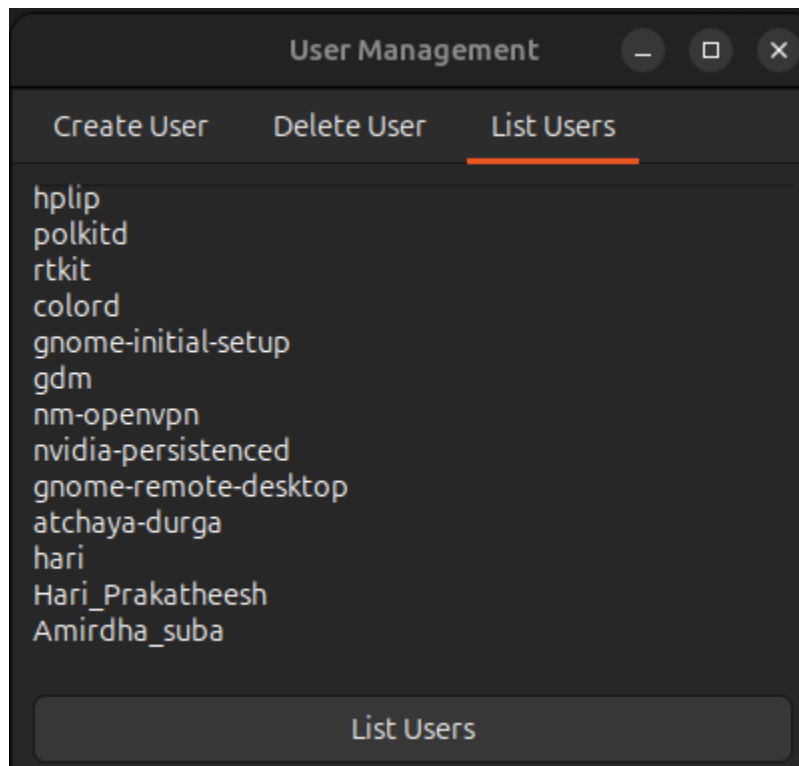 User Management
Create User Delete User List Users
hplip
polkitd
rtkit
colord
gnome-initial-setup
gdm
nm-openvpn
nvidia-persistenced
gnome-remote-desktop
atchaya-durga
hari
Hari_Prakatheesh
Amirdha_suba
List Users